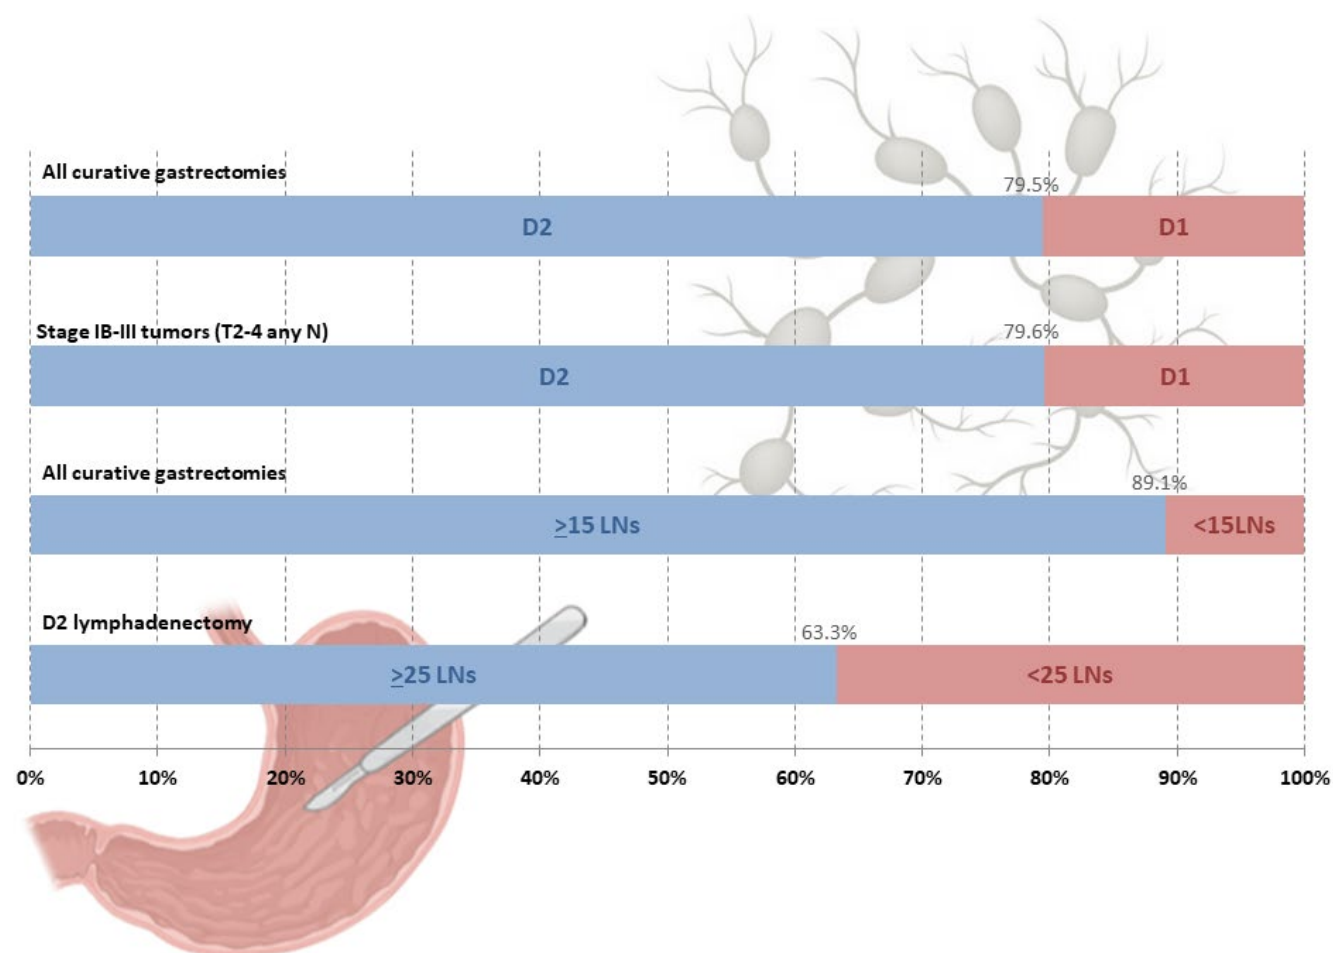 All curative gastrectomies
79.5%
D2 D1
Stage IB-III tumors (T2-4 any N)
79.6%
D2 D1
All curative gastrectomies
89.1%
≥15 LNs <15LNs
D2 lymphadenectomy
63.3%
≥25 LNs <25 LNs
0% 10% 20% 30% 40% 50% 60% 70% 80% 90% 100%